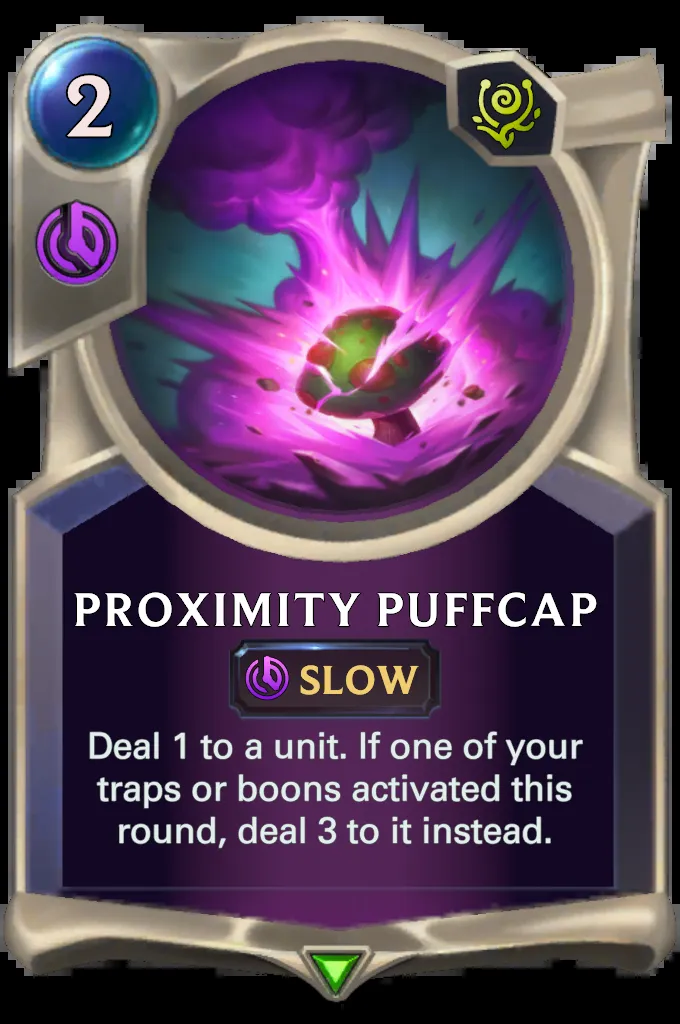 2
PROXIMITY PUFFCAP
SLOW
Deal 1 to a unit. If one of your
traps or boons activated this
round, deal 3 to it instead.